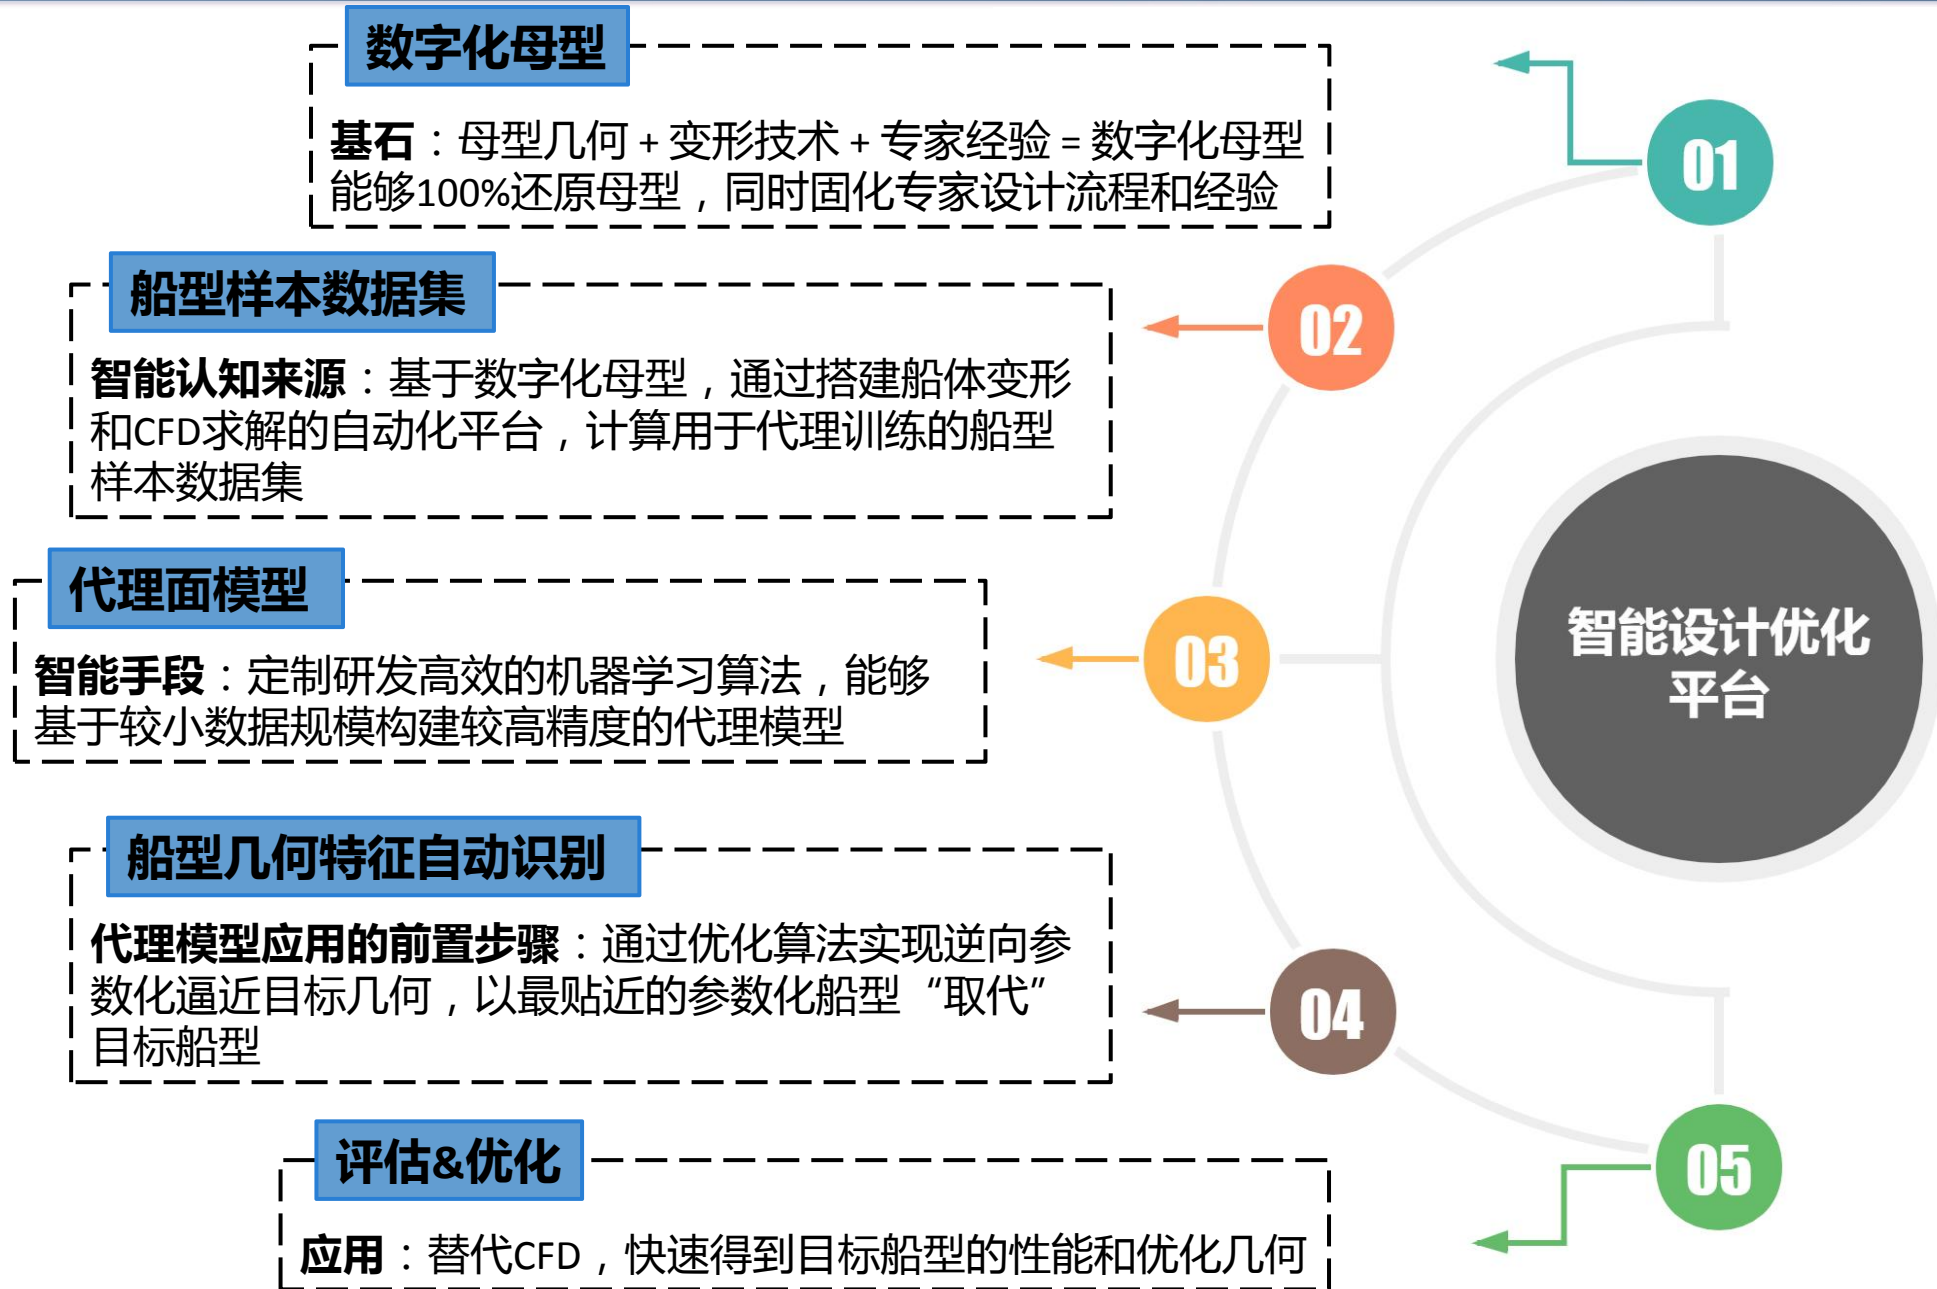 数字化母型
基石：母型几何 + 变形技术 + 专家经验 = 数字化母型
能够100%还原母型，同时固化专家设计流程和经验
01
船型样本数据集
智能认知来源：基于数字化母型，通过搭建船体变形
和CFD求解的自动化平台，计算用于代理训练的船型
样本数据集
02
代理面模型
智能手段：定制研发高效的机器学习算法，能够
基于较小数据规模构建较高精度的代理模型
03
智能设计优化
平台
船型几何特征自动识别
代理模型应用的前置步骤：通过优化算法实现逆向参
数化逼近目标几何，以最贴近的参数化船型“取代”
目标船型
04
评估&优化
应用：替代CFD，快速得到目标船型的性能和优化几何
05